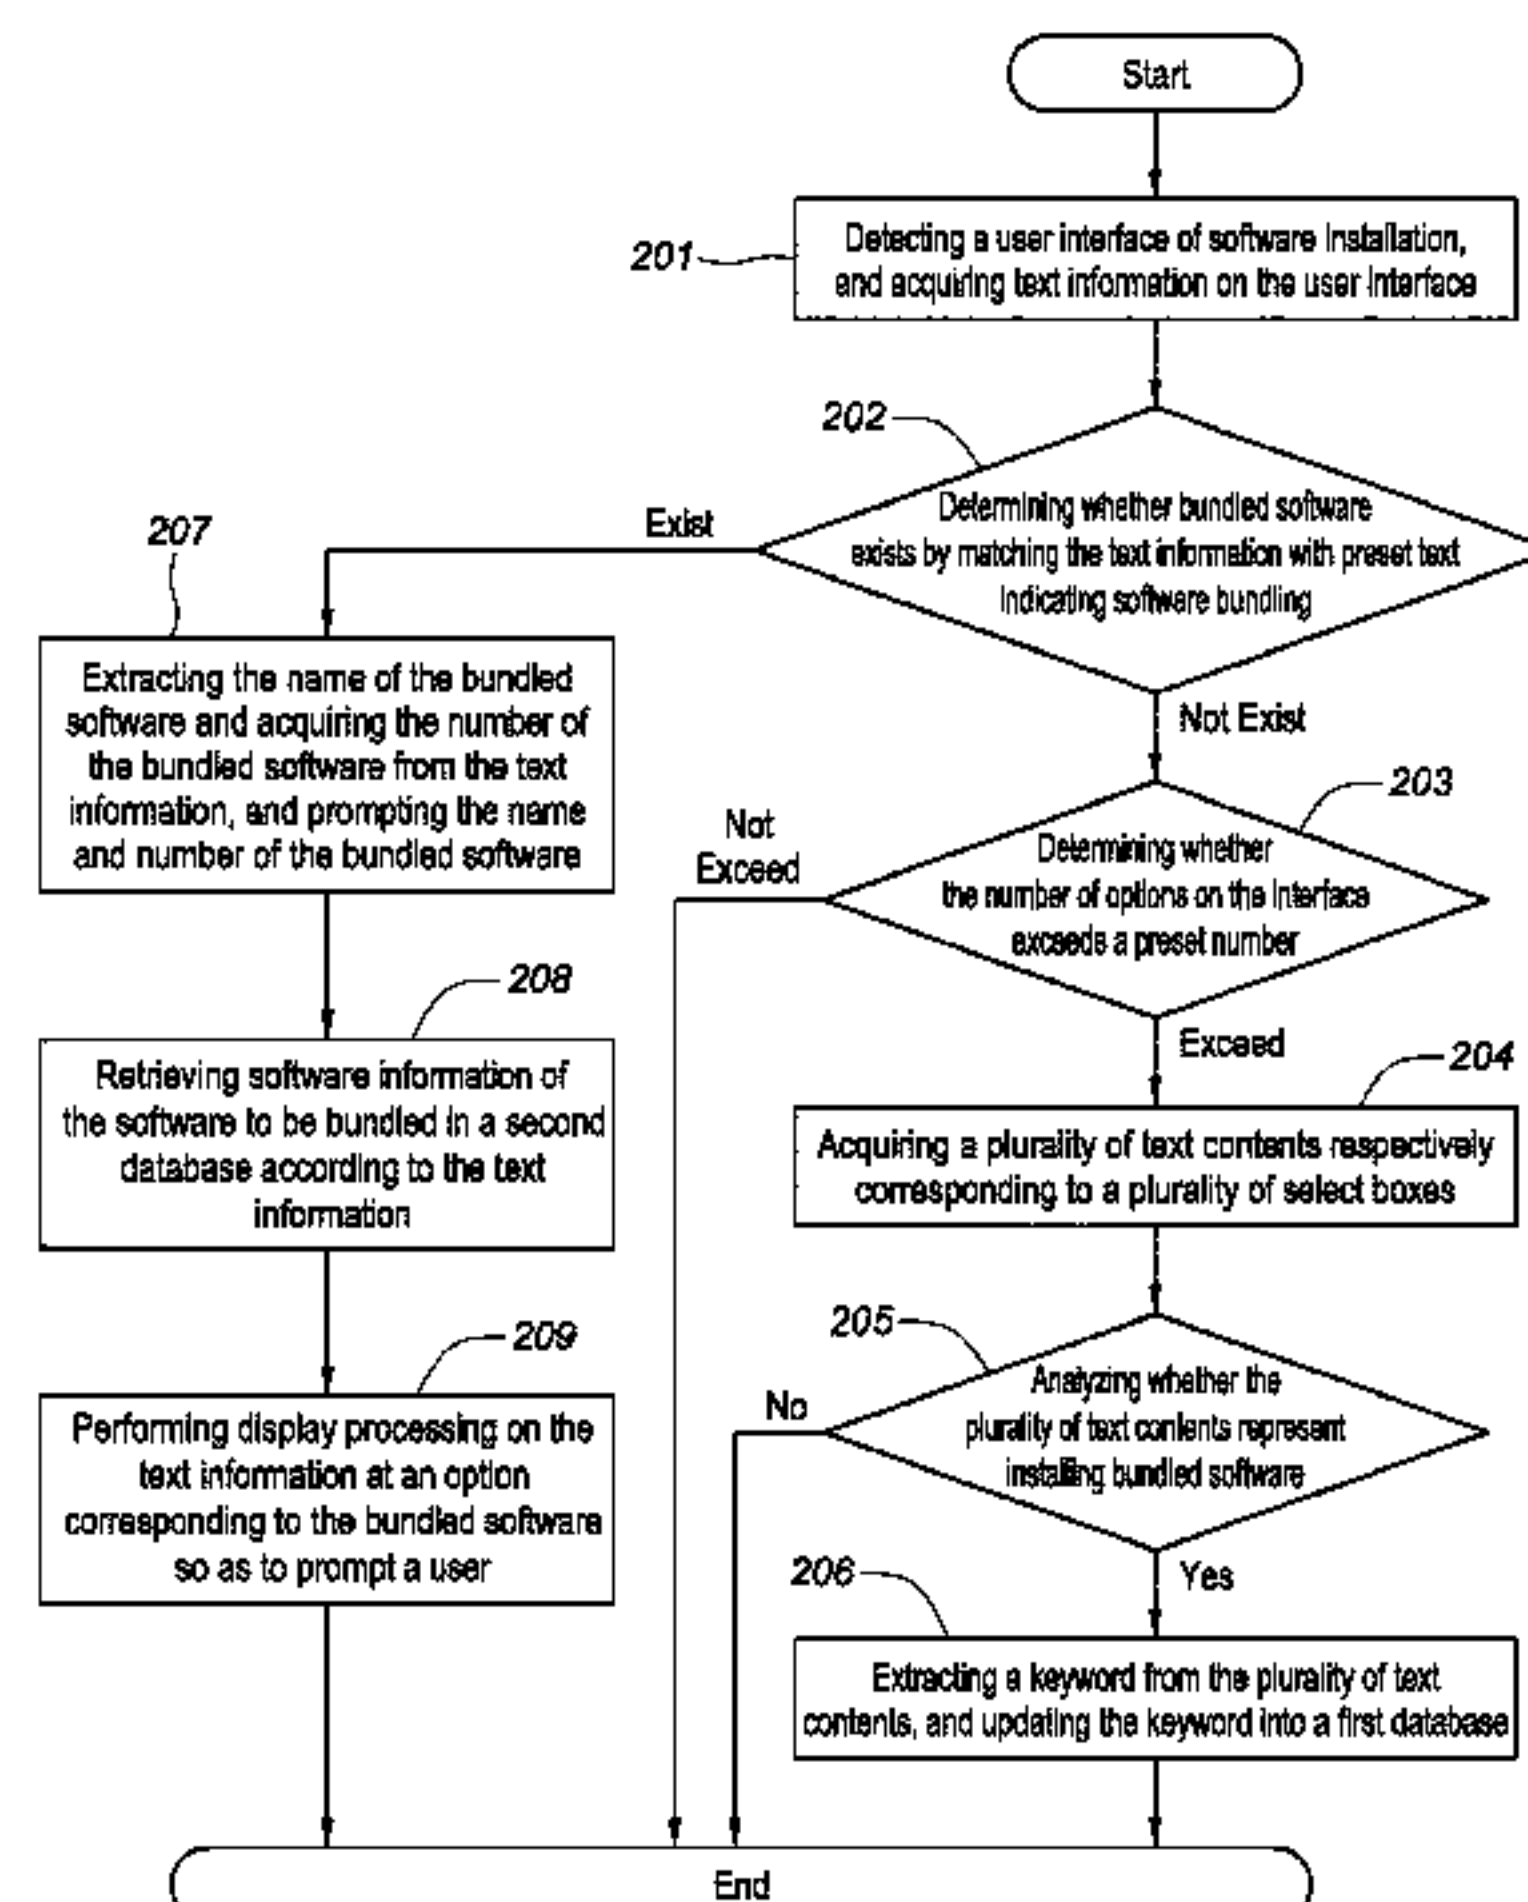 Start
201
Detecting a user interface of software installation,
and acquiring text information on the user interface
202
Determining whether bundled software
exists by matching the text information with preset text
indicating software bundling
Exist
Not Exist
207
Extracting the name of the bundled
software and acquiring the number of
the bundled software from the text
information, and prompting the name
and number of the bundled software
203
Determining whether
the number of options on the interface
exceeds a preset number
Not
Exceed
Exceed
208
Retrieving software information of
the software to be bundled in a second
database according to the text
information
204
Acquiring a plurality of text contents respectively
corresponding to a plurality of select boxes
205
Analyzing whether the
plurality of text contents represent
installing bundled software
No
Yes
209
Performing display processing on the
text information at an option
corresponding to the bundled software
so as to prompt a user
206
Extracting a keyword from the plurality of text
contents, and updating the keyword into a first database
End